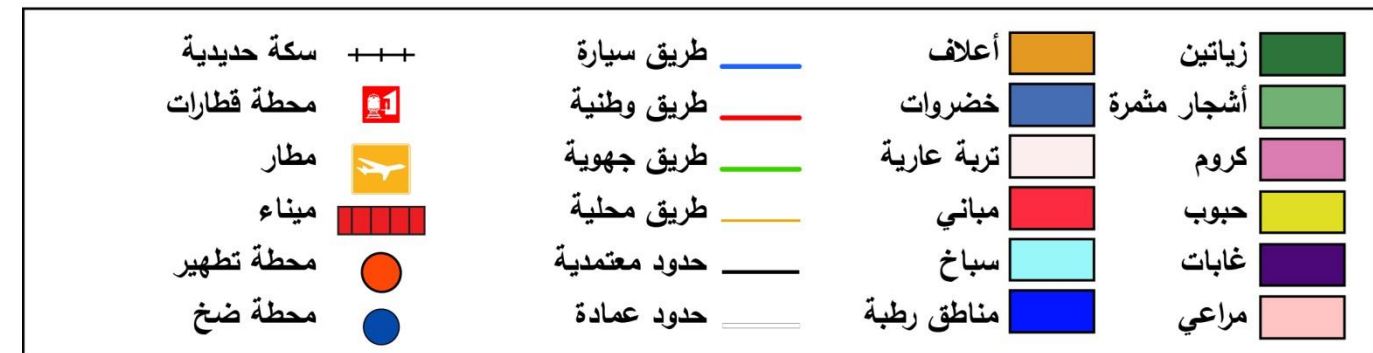 زياتين
أشجار مثمرة
كروم
حبوب
غابات
مراعي
أعلاف
خضروات
تربة عارية
مباني
سباخ
مناطق رطبة
طريق سيارة
طريق وطنية
طريق جهوية
طريق محلية
حدود معتمدية
حدود عمادة
سكة حديدية
محطة قطارات
مطار
ميناء
محطة تطهير
محطة ضخ